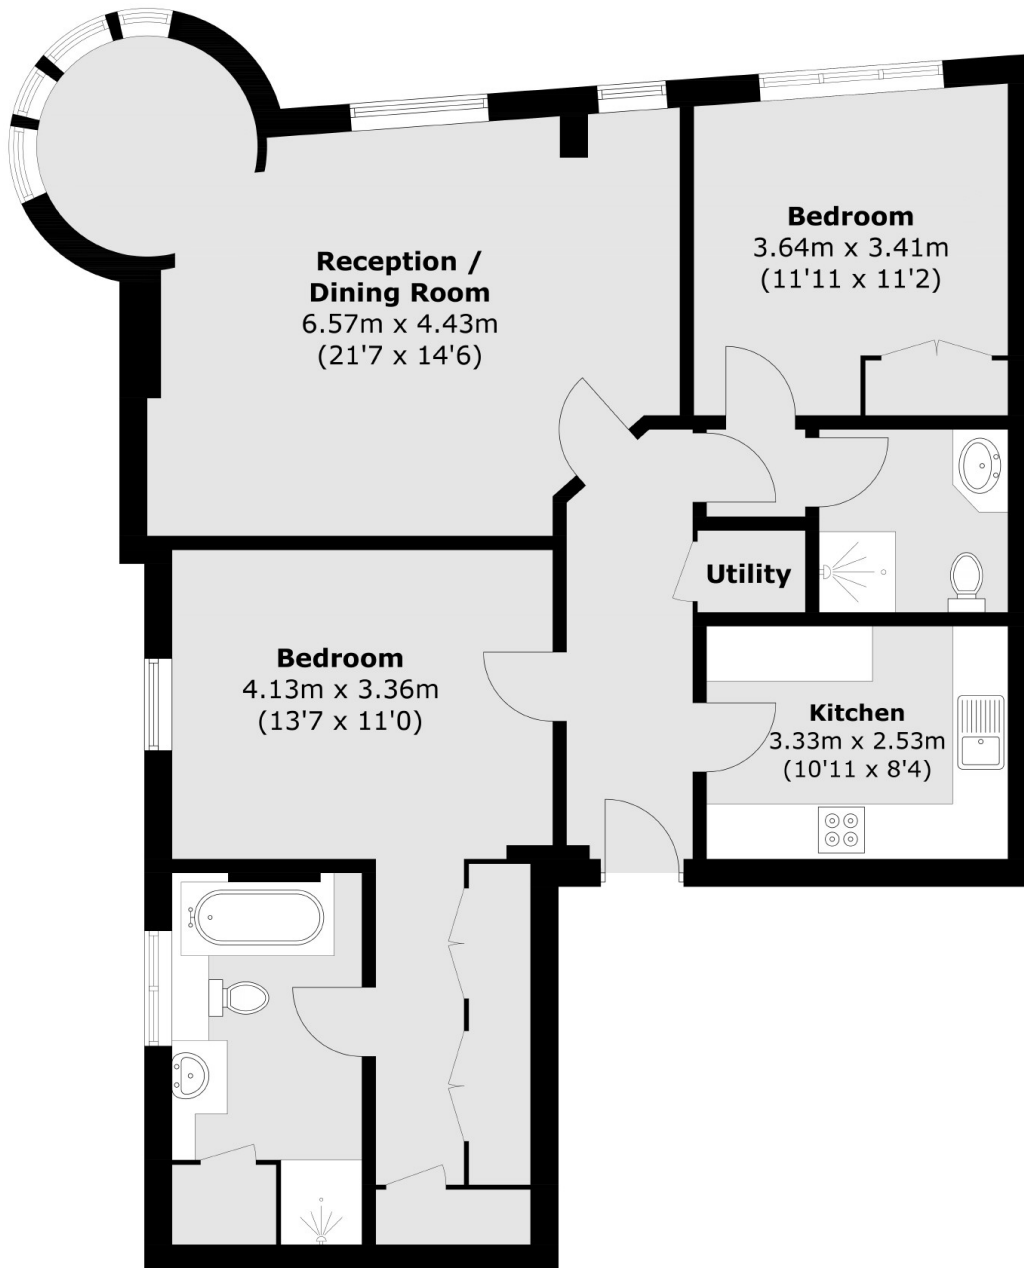 Reception /
Dining Room
6.57m x 4.43m
(21'7 x 14'6)
Bedroom
3.64m x 3.41m
(11'11 x 11'2)
Utility
Bedroom
4.13m x 3.36m
(13'7 x 11'0)
Kitchen
3.33m x 2.53m
(10'11 x 8'4)